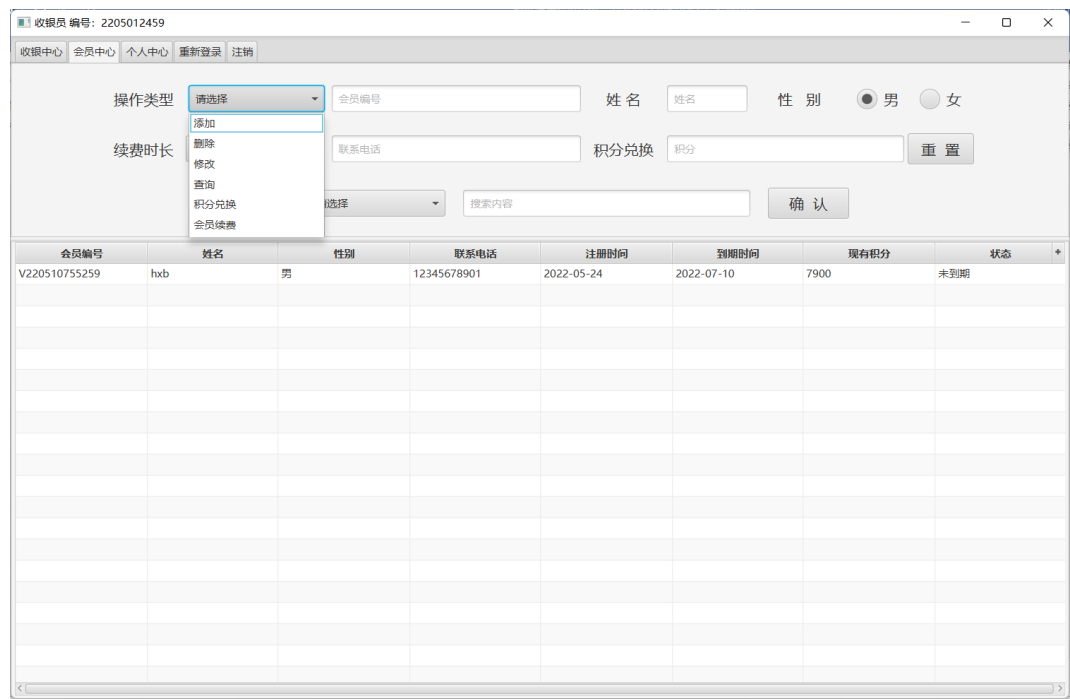 收银员 编号：2205012459
收银中心 会员中心 个人中心 重新登录 注销
操作类型 请选择 会员编号 姓 名 姓名 性 别 男 女
添加
删除
续费时长 联系电话 积分兑换 积分 重 置
修改
查询
积分兑换 选择 搜索内容 确 认
会员续费
会员编号 姓名 性别 联系电话 注册时间 到期时间 现有积分 状态 +
V220510755259 hxb 男 12345678901 2022-05-24 2022-07-10 7900 未到期